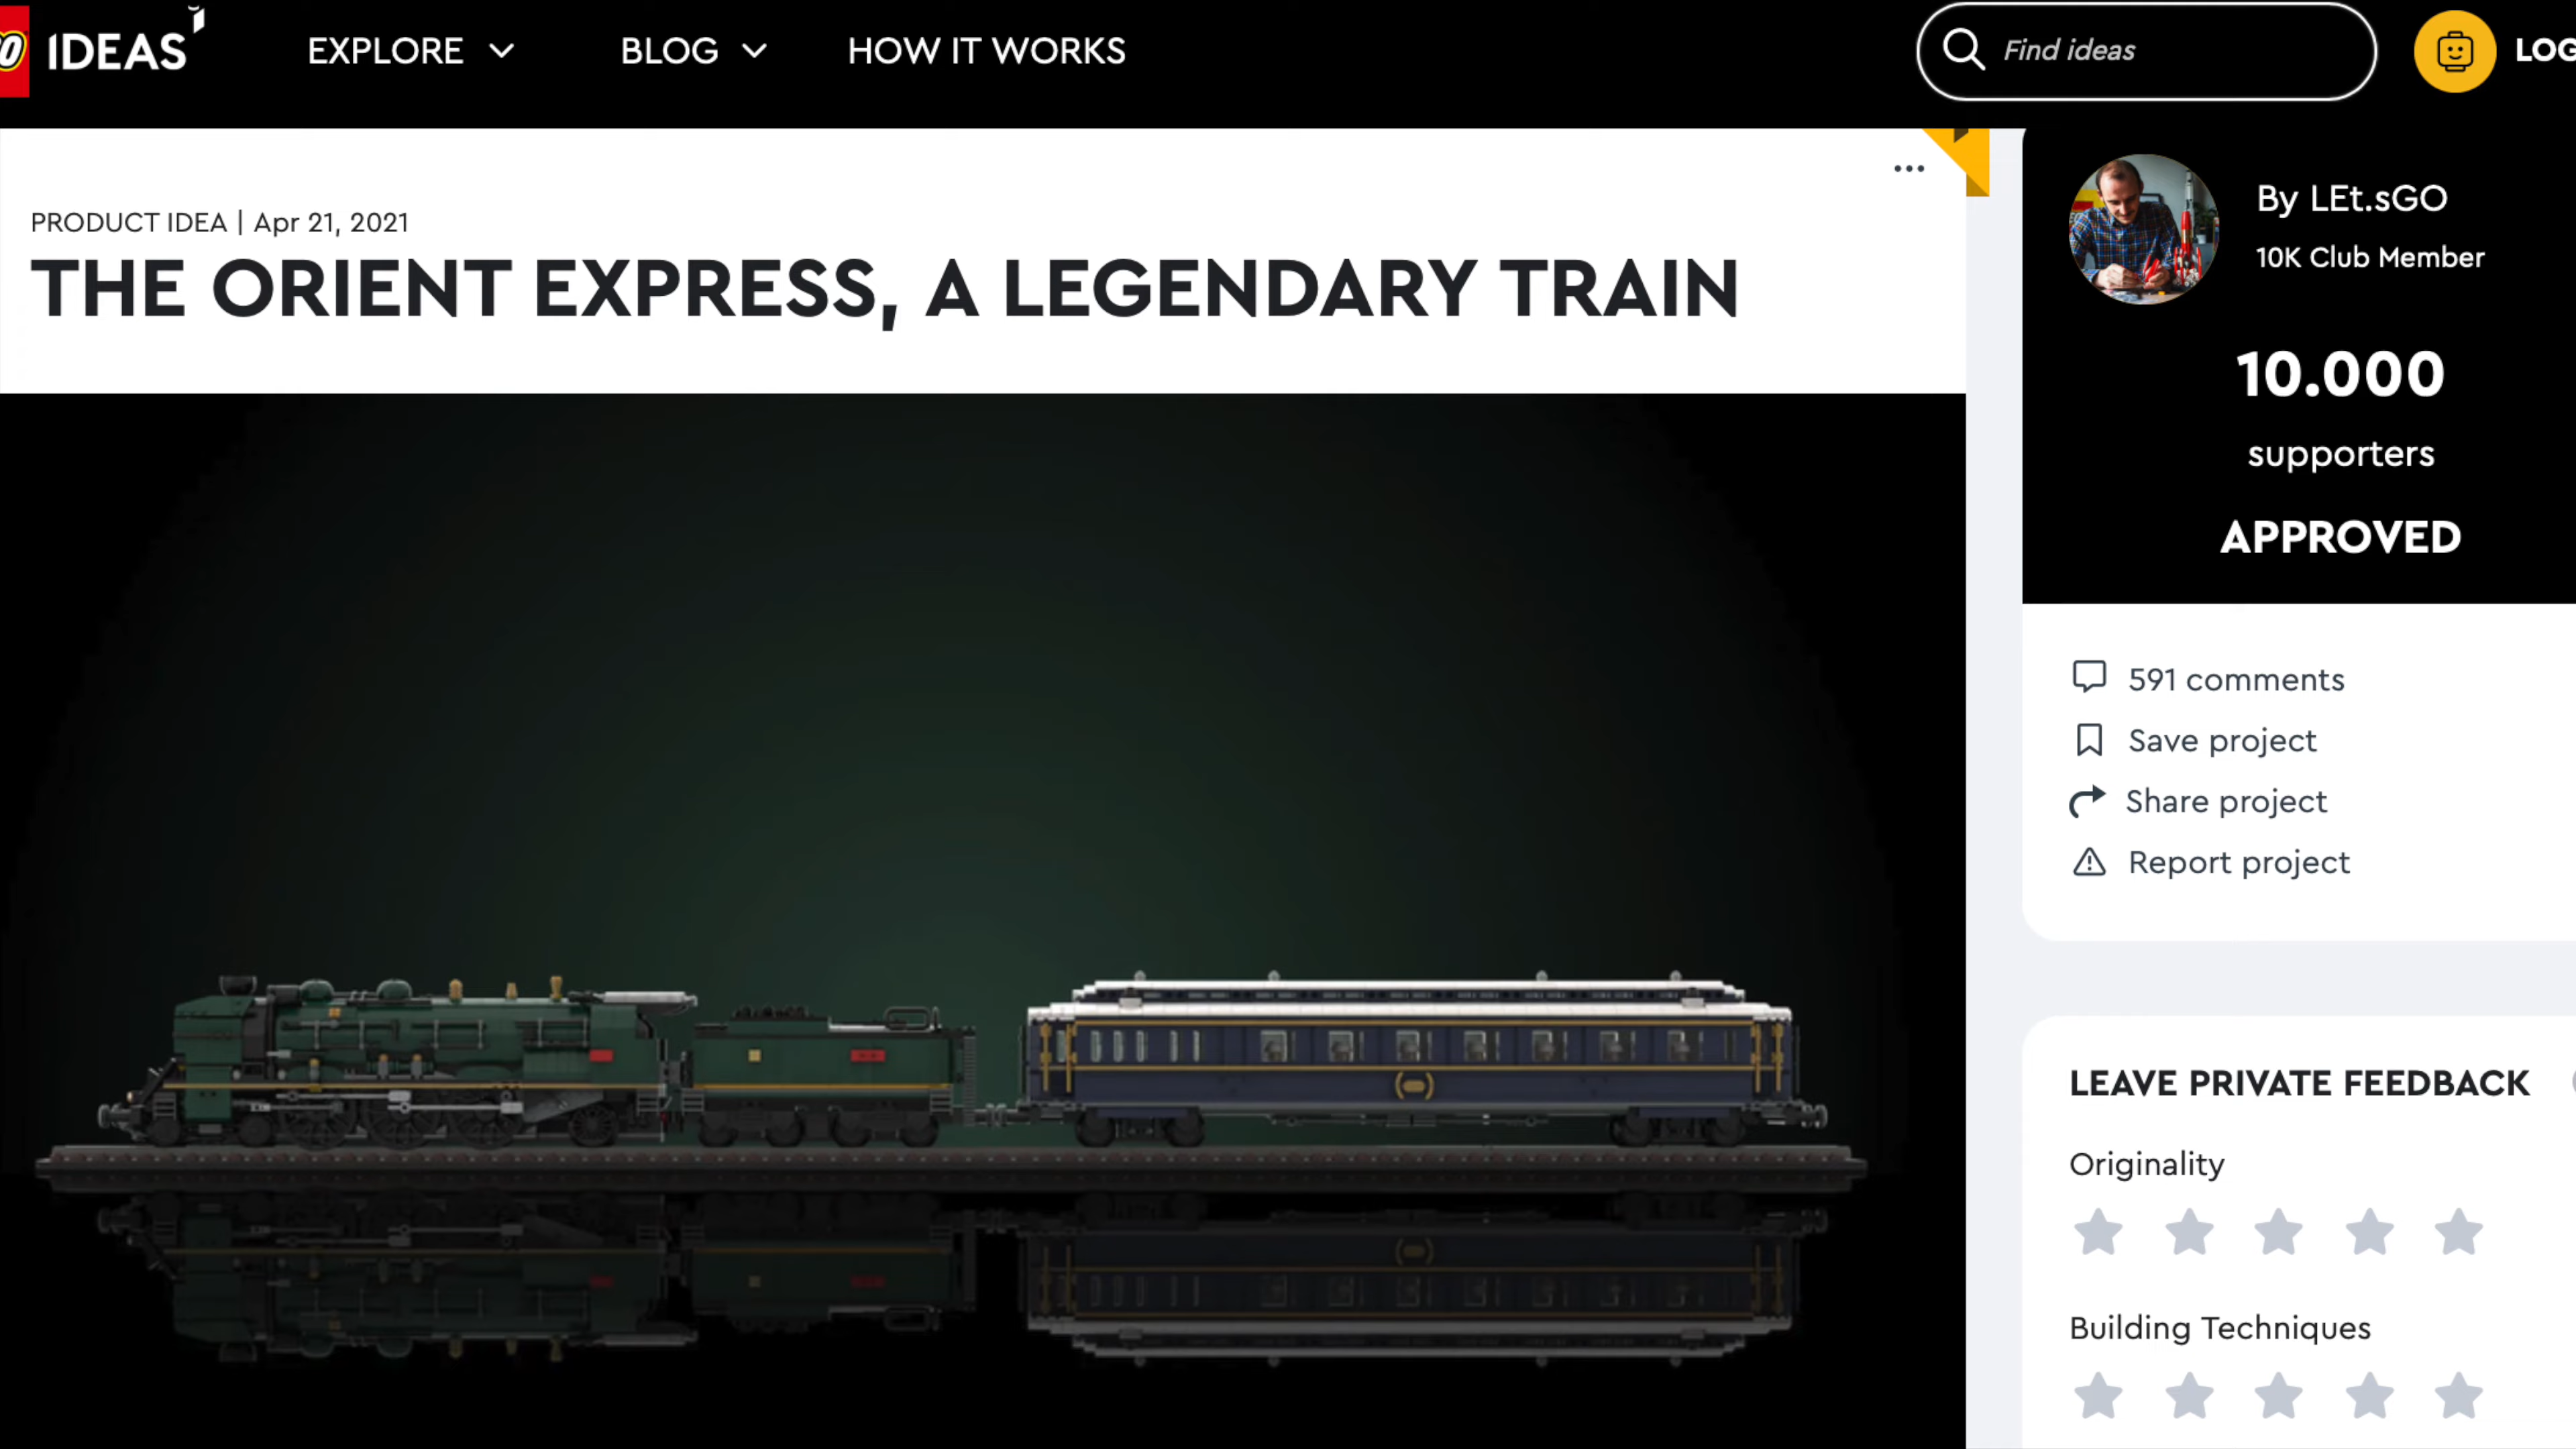 IDEAS
EXPLORE
BLOG
HOW IT WORKS
Find ideas
PRODUCT IDEA | Apr 21, 2021
THE ORIENT EXPRESS, A LEGENDARY TRAIN
By LEt.sGO
10K Club Member
10.000
supporters
APPROVED
591 comments
Save project
Share project
Report project
LEAVE PRIVATE FEEDBACK
Originality
Building Techniques